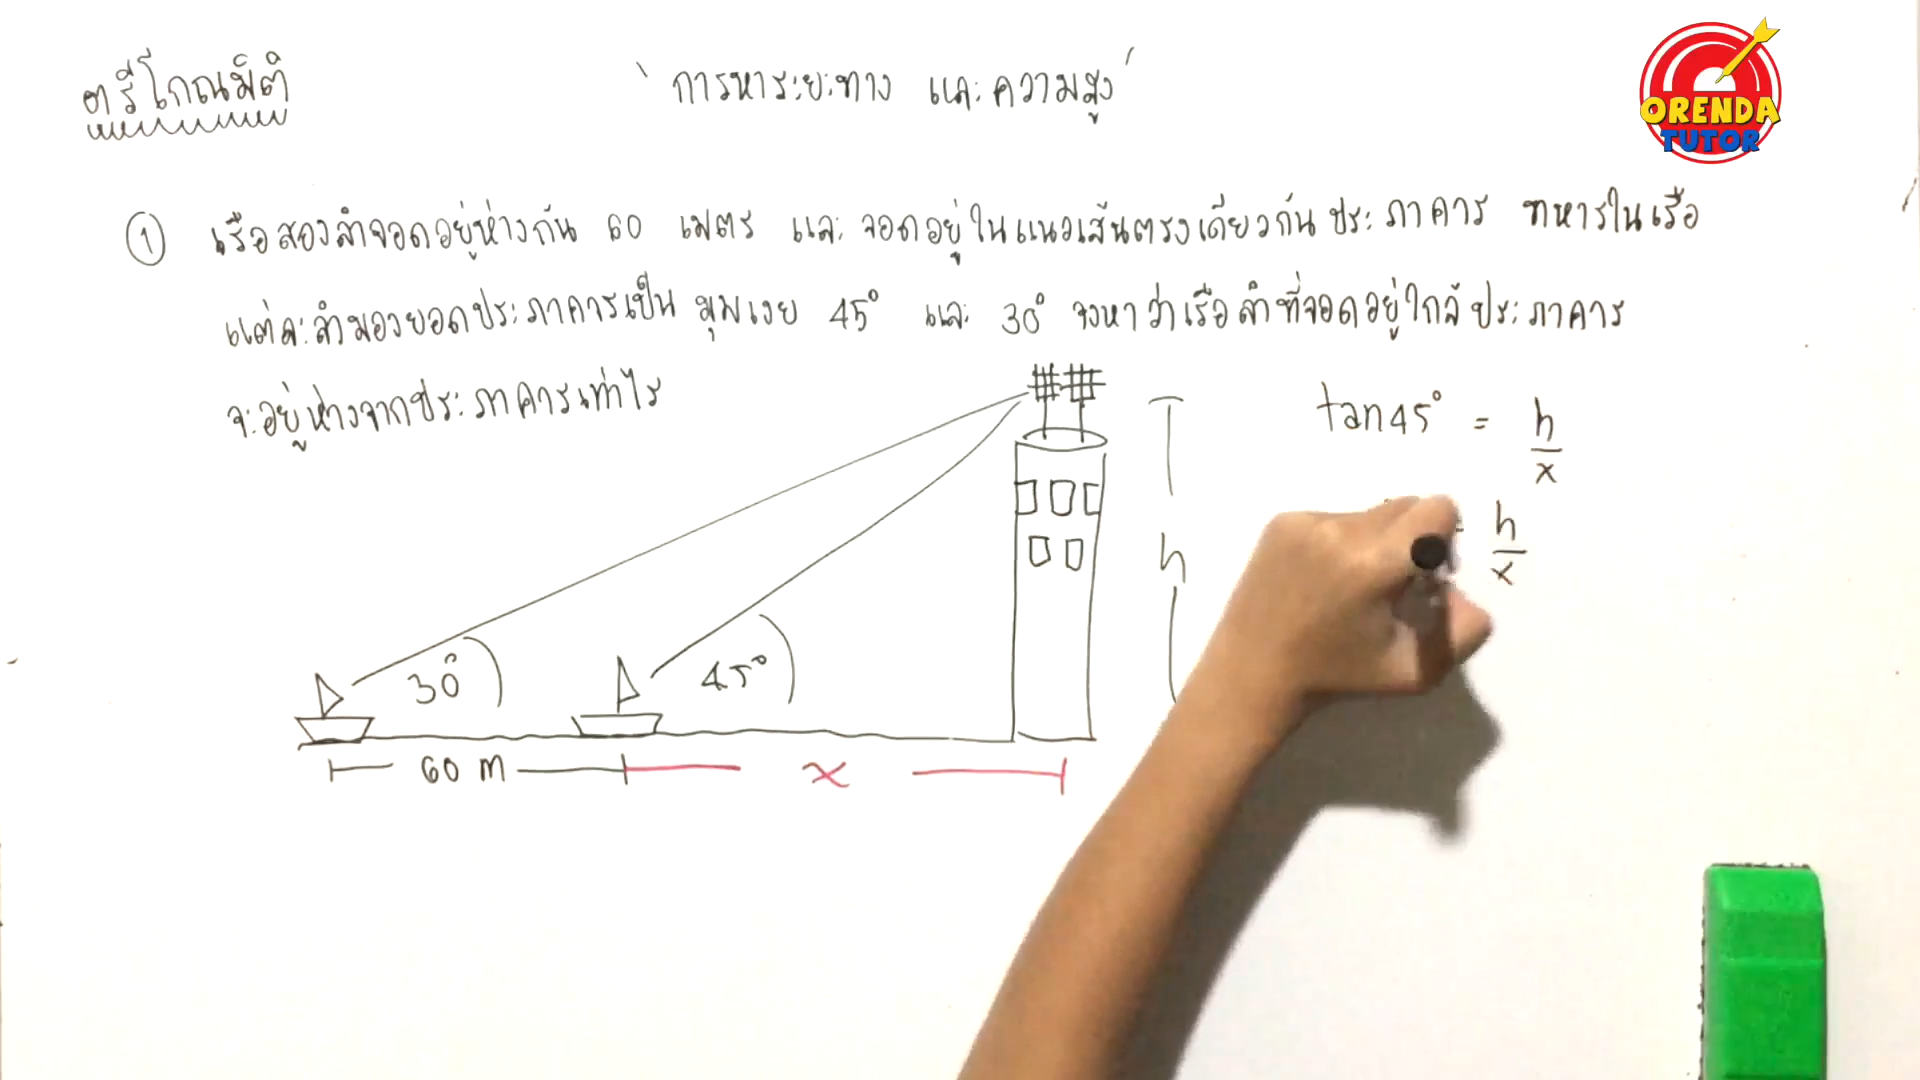 ตรีโกณมิติ
'การหาระยะทาง และความสูง'
ORENDA
TUTOR
① เรือสองลำจอดอยู่ห่างกัน 60 เมตร และ จอดอยู่ในแนวเส้นตรงเดียวกันประภาคาร ทหารในเรือ
แต่ละลำมองยอดประภาคารเป็น มุมเงย 45° และ 30° จงหาว่าเรือลำที่จอดอยู่ใกล้ประภาคาร
จะอยู่ห่างจากประภาคารเท่าไร
tan45° = h/x
= h/x
h
30°
45°
60 m
x